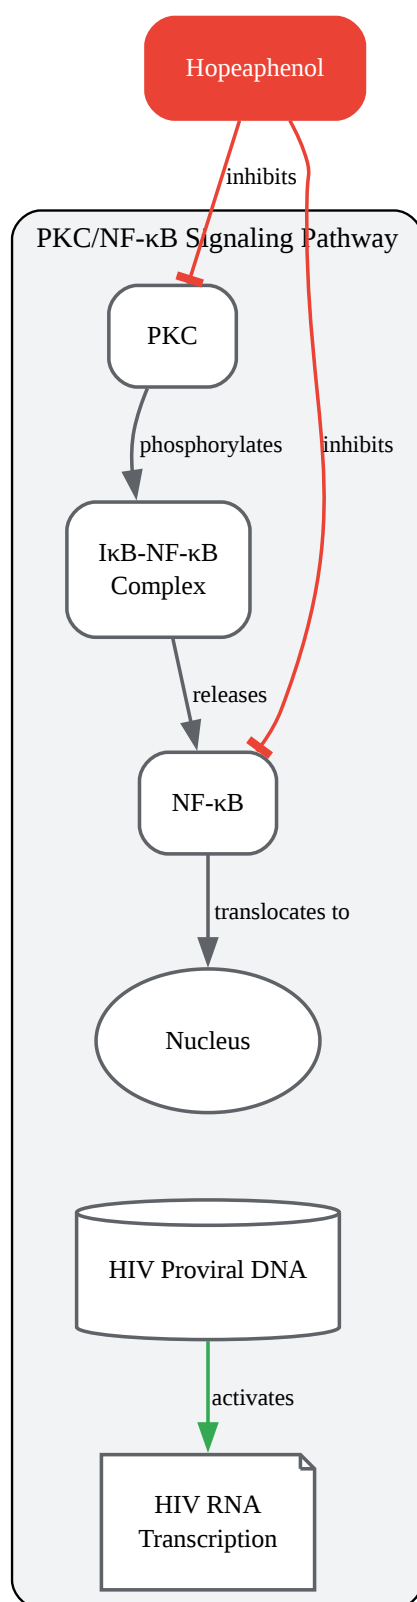 Hopeaphenol
inhibits
PKC/NF-κB Signaling Pathway
PKC
phosphorylates
inhibits
IκB-NF-κB
Complex
releases
NF-κB
translocates to
Nucleus
HIV Proviral DNA
activates
HIV RNA
Transcription